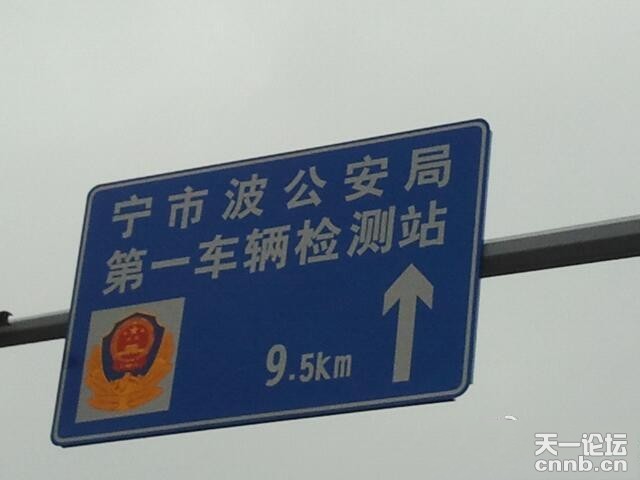 宁市波公安局
第一车辆检测站
9.5km
天一论坛
cnnb.cn